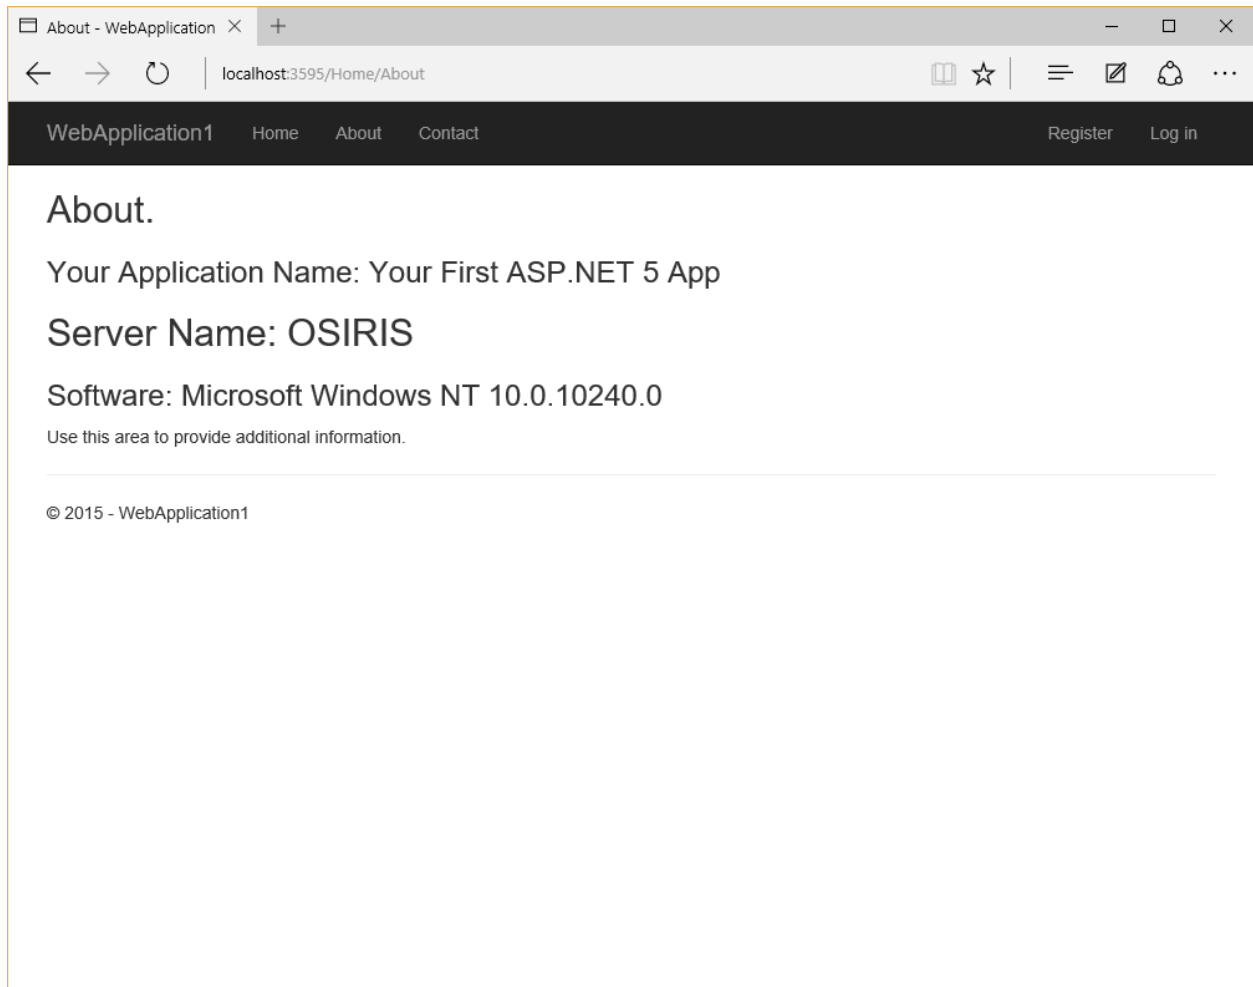 About - WebApplication
localhost:3595/Home/About
WebApplication1 Home About Contact Register Log in
About.
Your Application Name: Your First ASP.NET 5 App
Server Name: OSIRIS
Software: Microsoft Windows NT 10.0.10240.0
Use this area to provide additional information.
© 2015 - WebApplication1